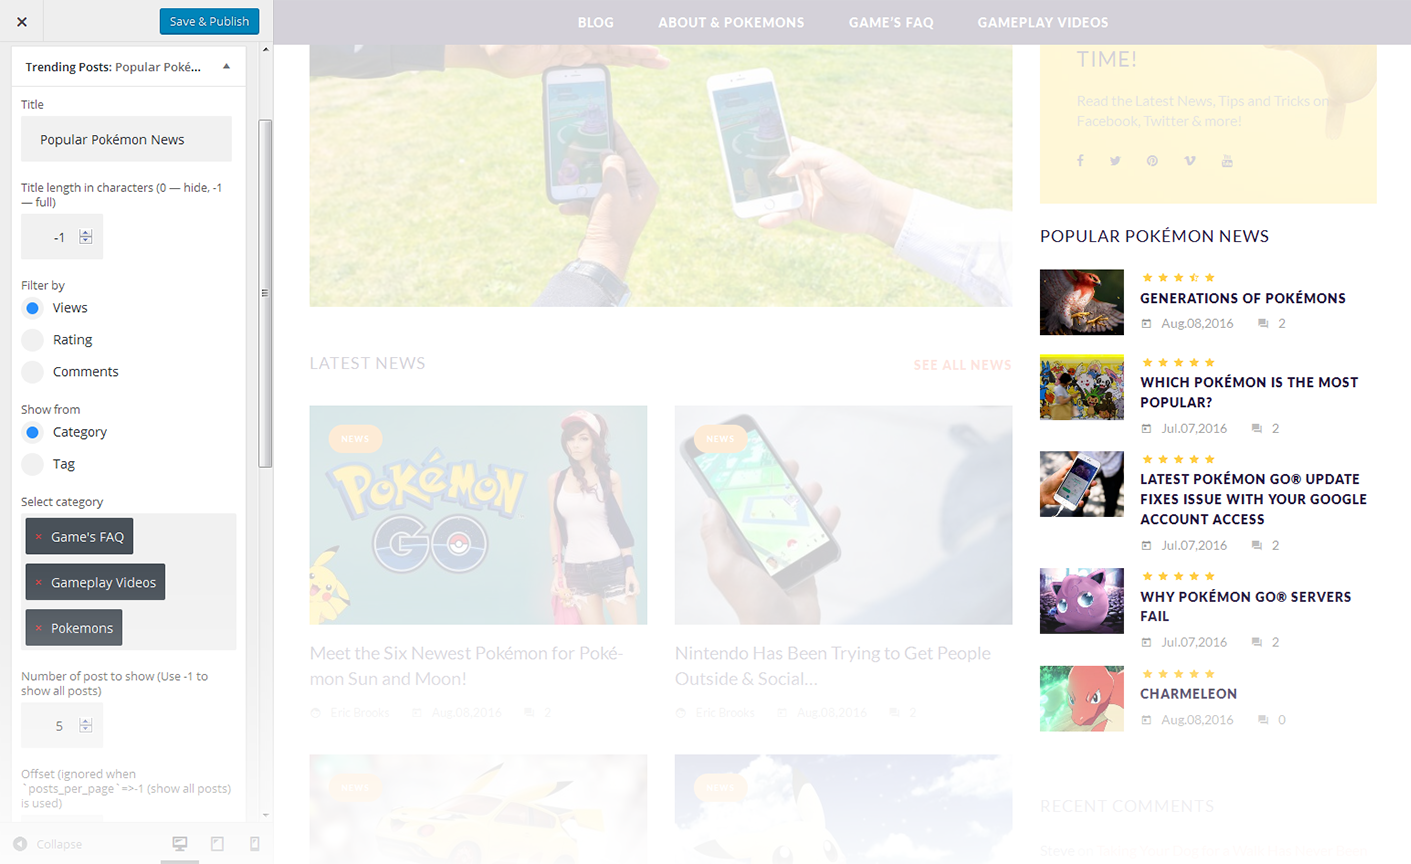 Save & Publish
BLOG
ABOUT & POKEMONS
GAME'S FAQ
GAMEPLAY VIDEOS
Trending Posts: Popular Poké...
Title
Popular Pokémon News
Title length in characters (0 — hide, -1
— full)
-1
Filter by
Views
Rating
Comments
Show from
Category
Tag
Select category
× Game's FAQ
× Gameplay Videos
× Pokemons
Number of post to show (Use -1 to
show all posts)
5
Offset (ignored when
`posts_per_page`=>-1 (show all posts)
is used)
Collapse
LATEST NEWS
SEE ALL NEWS
NEWS
POKÉMON
GO
Meet the Six Newest Pokémon for Poké-
mon Sun and Moon!
Eric Brooks Aug.08,2016 2
NEWS
Nintendo Has Been Trying to Get People
Outside & Social...
Eric Brooks Aug.08,2016 2
NEWS
NEWS
TIME!
Read the Latest News, Tips and Tricks on
Facebook, Twitter & more!
POPULAR POKÉMON NEWS
GENERATIONS OF POKÉMONS
Aug.08,2016 2
WHICH POKÉMON IS THE MOST
POPULAR?
Jul.07,2016 2
LATEST POKÉMON GO® UPDATE
FIXES ISSUE WITH YOUR GOOGLE
ACCOUNT ACCESS
Jul.07,2016 2
WHY POKÉMON GO® SERVERS
FAIL
Jul.07,2016 2
CHARMELEON
Aug.08,2016 0
RECENT COMMENTS
Steve